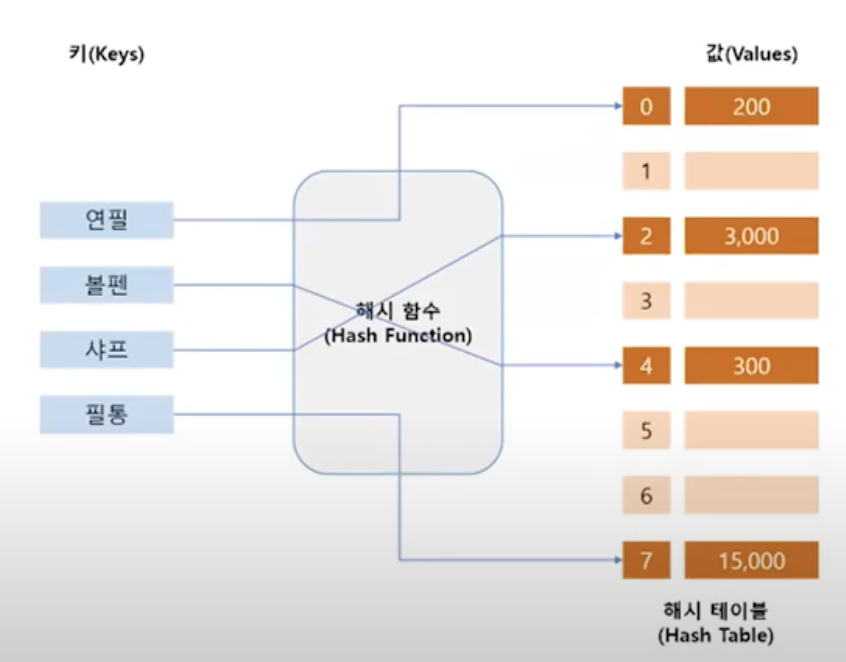 키(Keys)
값(Values)
연필
볼펜
샤프
필통
해시 함수
(Hash Function)
0 200
1
2 3,000
3
4 300
5
6
7 15,000
해시 테이블
(Hash Table)